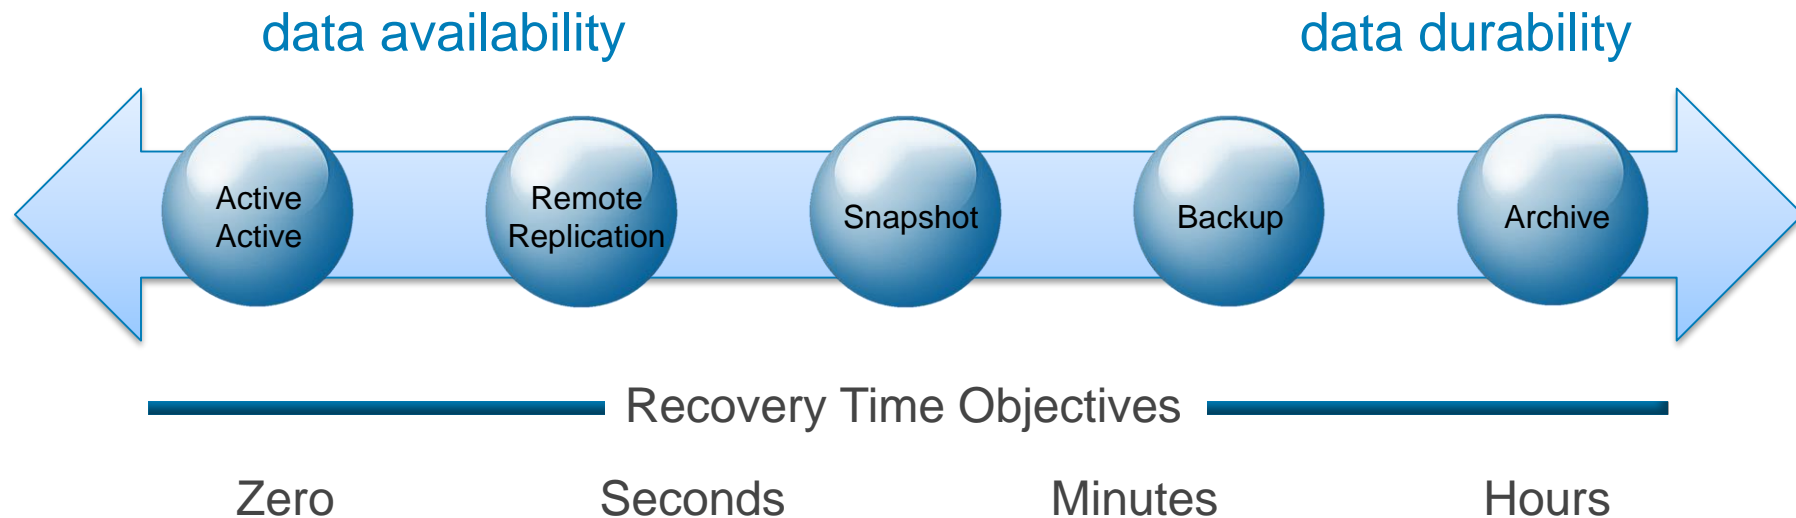 data availability
data durability
Active
Active
Remote
Replication
Snapshot
Backup
Archive
Recovery Time Objectives
Zero
Seconds
Minutes
Hours